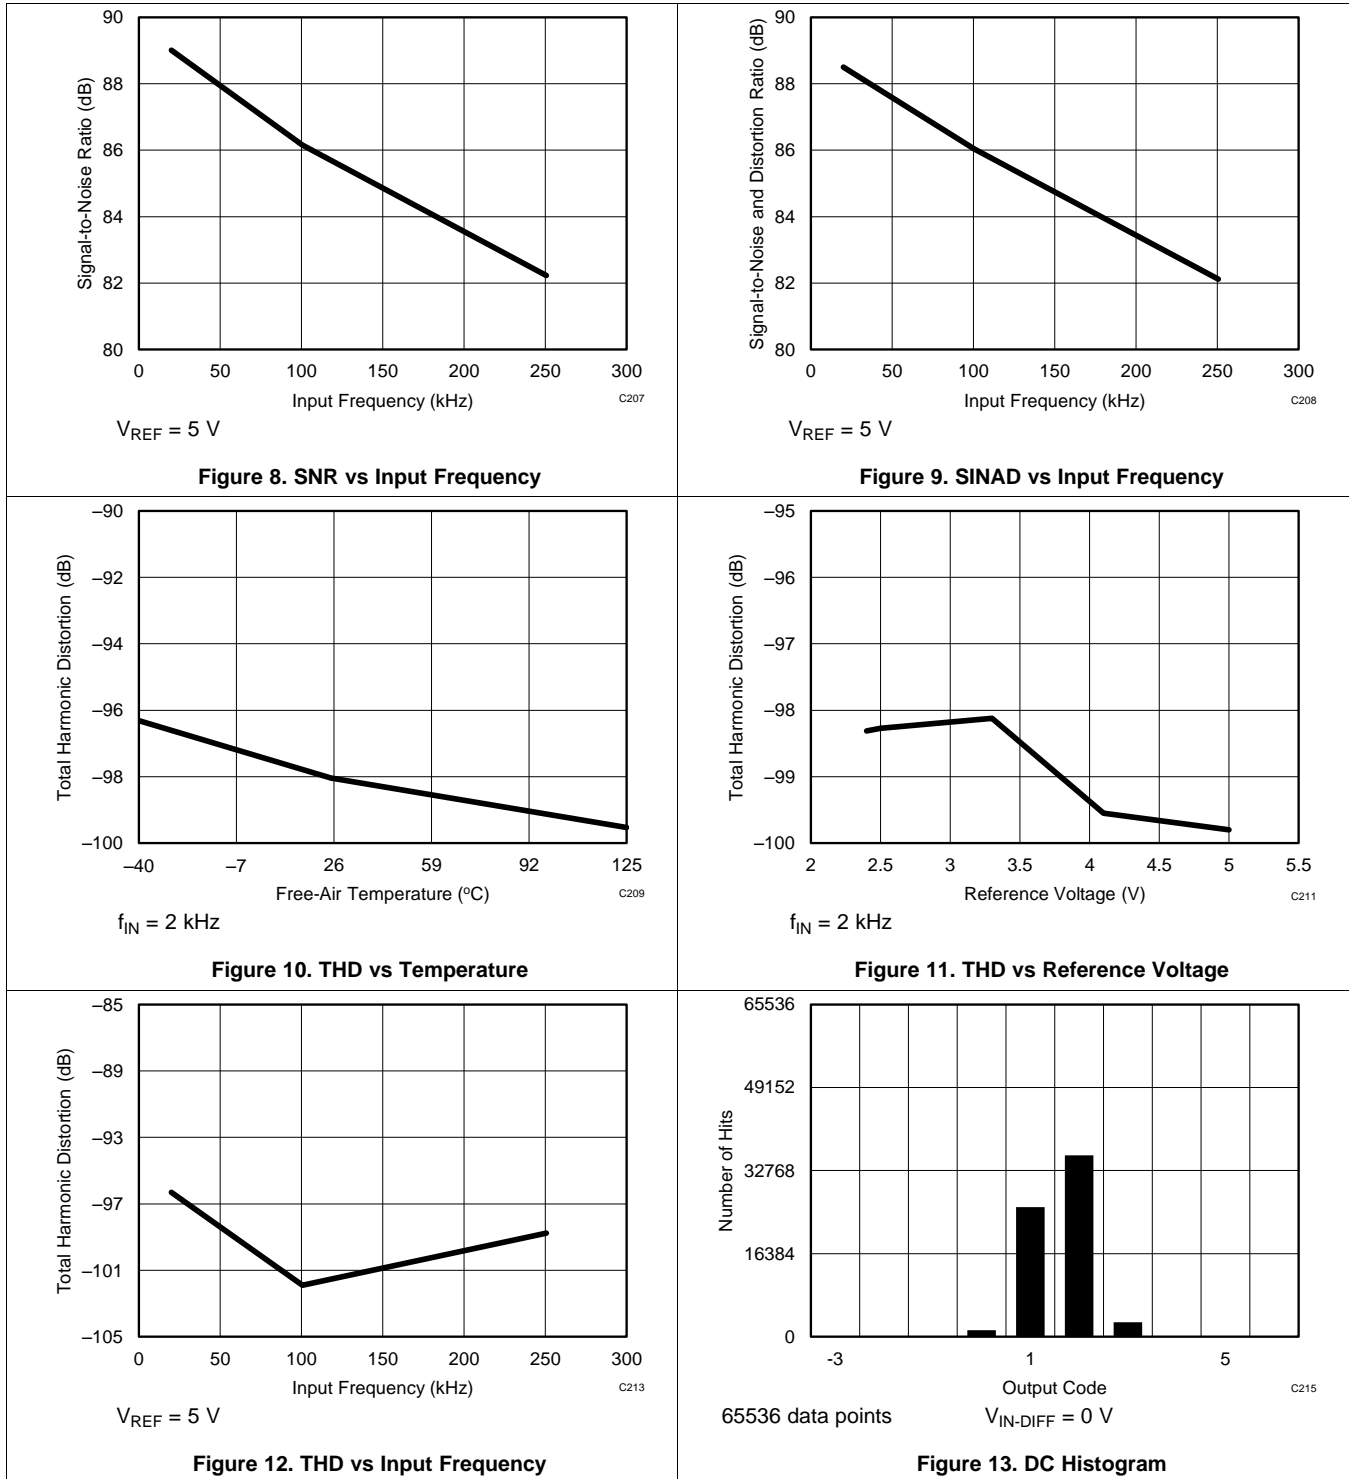 90
88
86
84
82
80
Signal-to-Noise Ratio (dB)
0 50 100 150 200 250 300
Input Frequency (kHz)
C207
VREF = 5 V
Figure 8. SNR vs Input Frequency
90
88
86
84
82
80
Signal-to-Noise and Distortion Ratio (dB)
0 50 100 150 200 250 300
Input Frequency (kHz)
C208
VREF = 5 V
Figure 9. SINAD vs Input Frequency
–90
–92
–94
–96
–98
–100
Total Harmonic Distortion (dB)
–40 –7 26 59 92 125
Free-Air Temperature (oC)
C209
fIN = 2 kHz
Figure 10. THD vs Temperature
–95
–96
–97
–98
–99
–100
Total Harmonic Distortion (dB)
2 2.5 3 3.5 4 4.5 5 5.5
Reference Voltage (V)
C211
fIN = 2 kHz
Figure 11. THD vs Reference Voltage
–85
–89
–93
–97
–101
–105
Total Harmonic Distortion (dB)
0 50 100 150 200 250 300
Input Frequency (kHz)
C213
VREF = 5 V
Figure 12. THD vs Input Frequency
65536
49152
32768
16384
0
Number of Hits
-3 1 5
Output Code
C215
65536 data points VIN-DIFF = 0 V
Figure 13. DC Histogram